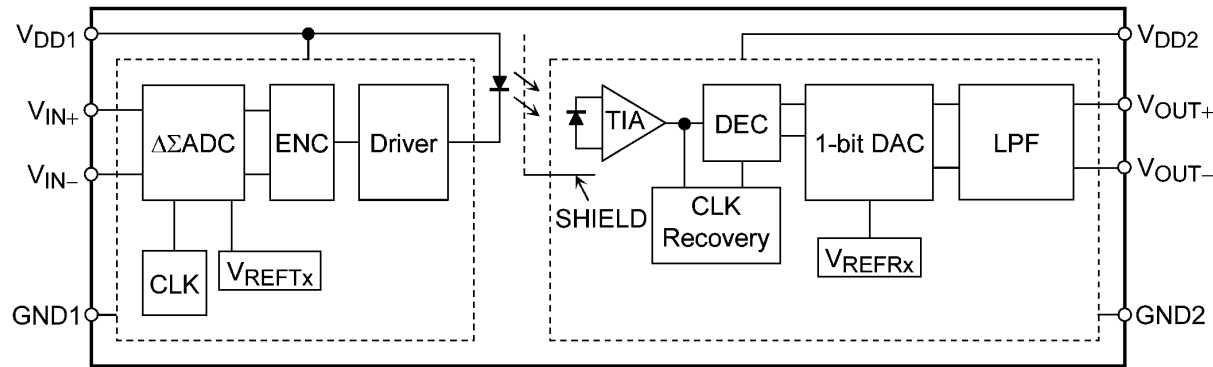 VDD1
VDD2
VIN+
VIN−
ΔΣADC
ENC
Driver
TIA
DEC
1-bit DAC
LPF
VOUT+
VOUT−
SHIELD
CLK
Recovery
CLK
VREFTx
VREFRx
GND1
GND2